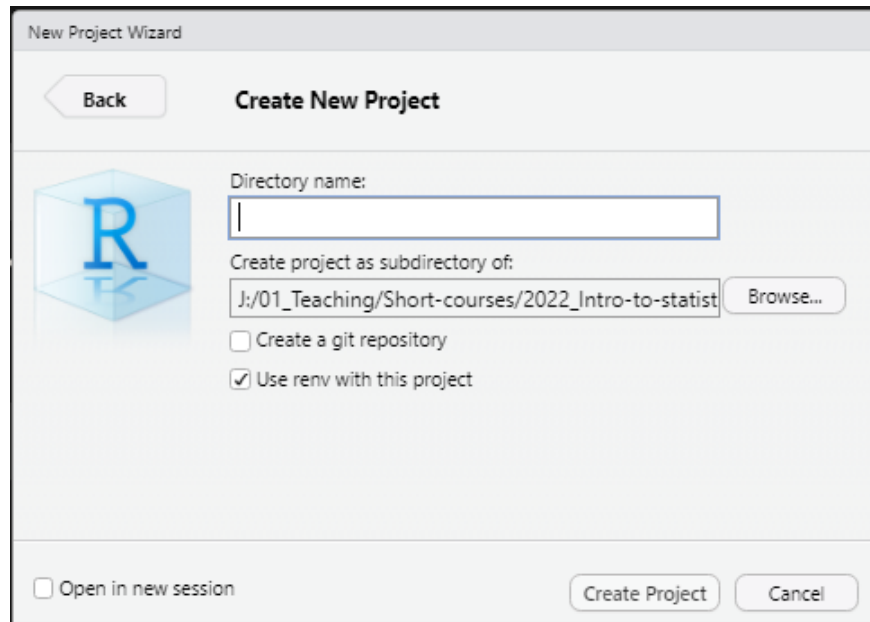 New Project Wizard
Back
Create New Project
R
Directory name:
Create project as subdirectory of:
J:/01_Teaching/Short-courses/2022_Intro-to-statist
Browse...
Create a git repository
Use renv with this project
Open in new session
Create Project
Cancel